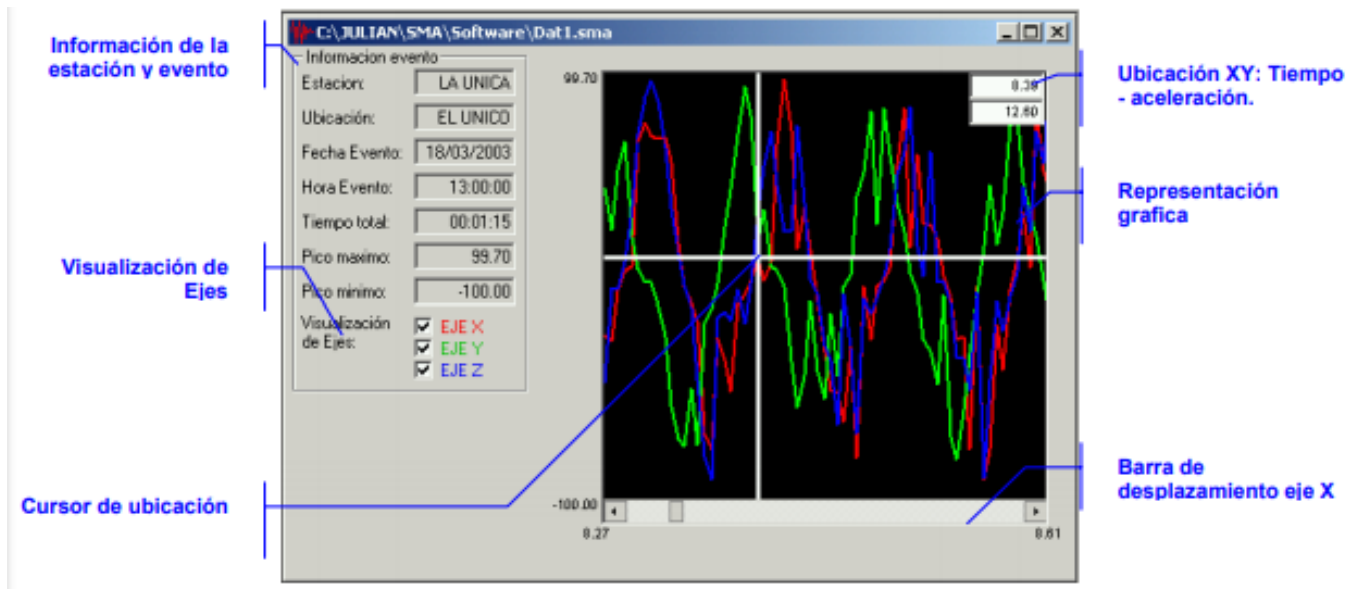 Información de la
estación y evento
Visualización de
Ejes
Cursor de ubicación
C:\JULIAN\SMA\Software\Dat1.sma
Informacion evento
Estacion: LA UNICA
Ubicación: EL UNICO
Fecha Evento: 18/03/2003
Hora Evento: 13:00:00
Tiempo total: 00:01:15
Pico maximo: 99.70
Pico minimo: -100.00
Visualización
de Ejes:
EJE X
EJE Y
EJE Z
99.70
8.39
12.60
-100.00
8.27
8.61
Ubicación XY: Tiempo
- aceleración.
Representación
grafica
Barra de
desplazamiento eje X